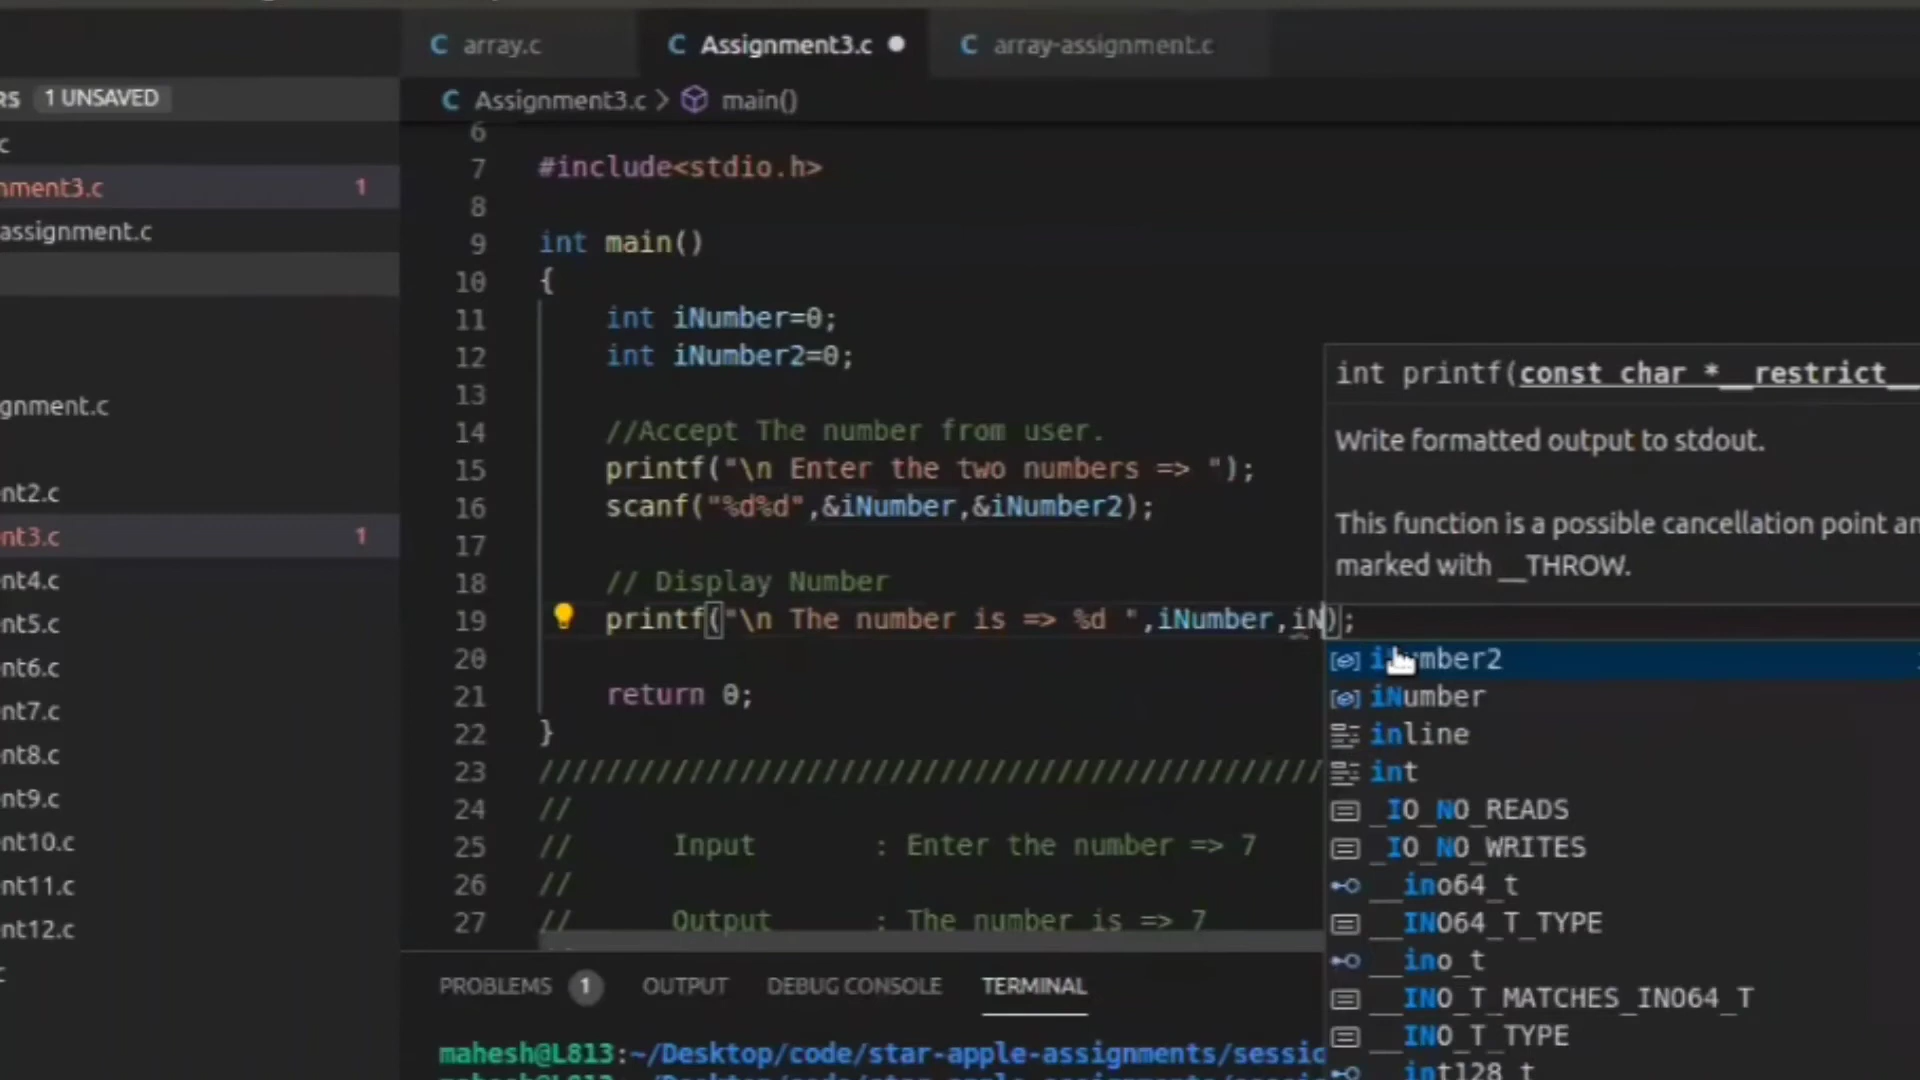 array.c
Assignment3.c
array-assignment.c
RS 1 UNSAVED
Assignment3.c > main()
c
nment3.c 1
assignment.c
gnment.c
nt2.c
nt3.c 1
nt4.c
nt5.c
nt6.c
nt7.c
nt8.c
nt9.c
nt10.c
nt11.c
nt12.c
c
6
7 #include<stdio.h>
8
9 int main()
10 {
11 int iNumber=0;
12 int iNumber2=0;
13
14 //Accept The number from user.
15 printf("\n Enter the two numbers => ");
16 scanf("%d%d",&iNumber,&iNumber2);
17
18 // Display Number
19 printf("\n The number is => %d ",iNumber,iN);
20
21 return 0;
22 }
23 ///////////////////////////////////////////////
24 //
25 // Input : Enter the number => 7
26 //
27 // Output : The number is => 7
int printf(const char *__restrict__
Write formatted output to stdout.
This function is a possible cancellation point an
marked with __THROW.
iNumber2
iNumber
inline
int
_IO_NO_READS
_IO_NO_WRITES
__ino64_t
__INO64_T_TYPE
__ino_t
__INO_T_MATCHES_INO64_T
__INO_T_TYPE
__int128_t
PROBLEMS 1 OUTPUT DEBUG CONSOLE TERMINAL
mahesh@L813:~/Desktop/code/star-apple-assignments/sessio